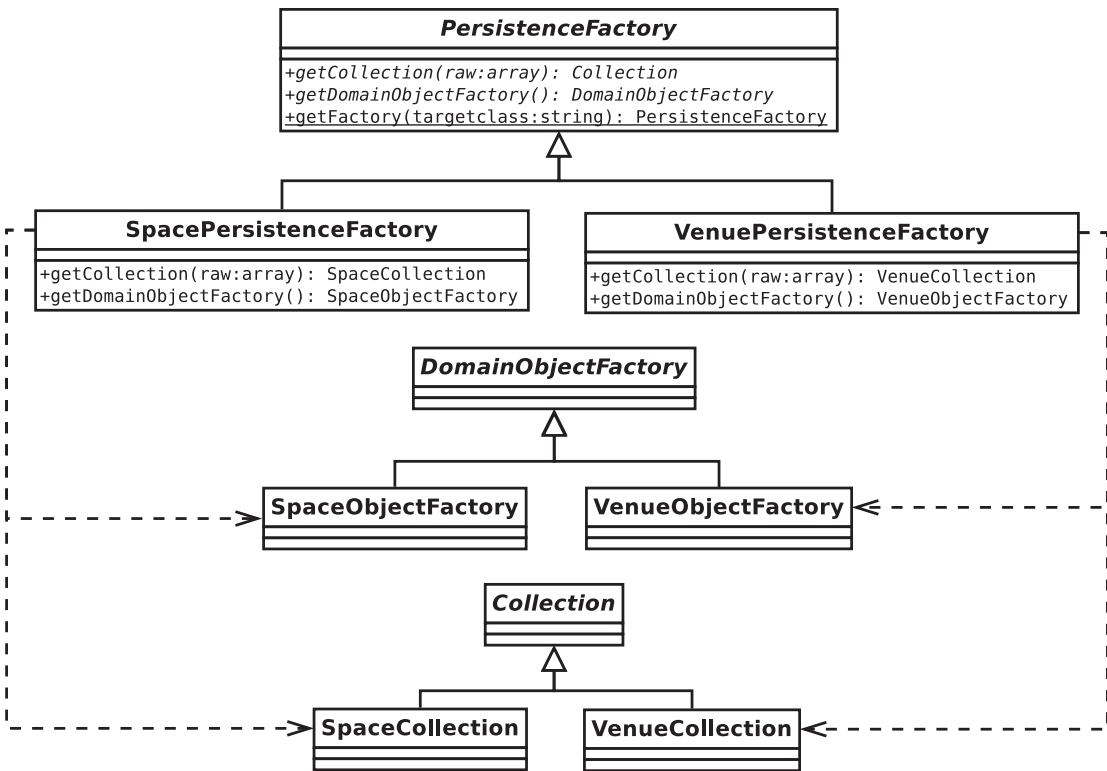 PersistenceFactory
+getCollection(raw:array): Collection
+getDomainObjectFactory(): DomainObjectFactory
+getFactory(targetclass:string): PersistenceFactory
SpacePersistenceFactory
+getCollection(raw:array): SpaceCollection
+getDomainObjectFactory(): SpaceObjectFactory
VenuePersistenceFactory
+getCollection(raw:array): VenueCollection
+getDomainObjectFactory(): VenueObjectFactory
DomainObjectFactory
SpaceObjectFactory
VenueObjectFactory
Collection
SpaceCollection
VenueCollection